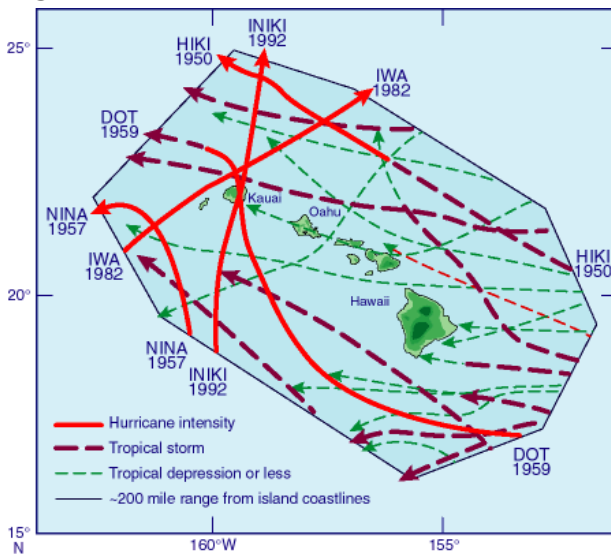 INIKI
1992
HIKI
1950
25°
IWA
1982
DOT
1959
Kauai
Oahu
NINA
1957
IWA
1982
HIKI
1950
20°
Hawaii
NINA
1957
INIKI
1992
Hurricane intensity
Tropical storm
Tropical depression or less
~200 mile range from island coastlines
DOT
1959
15°
N
160°W
155°